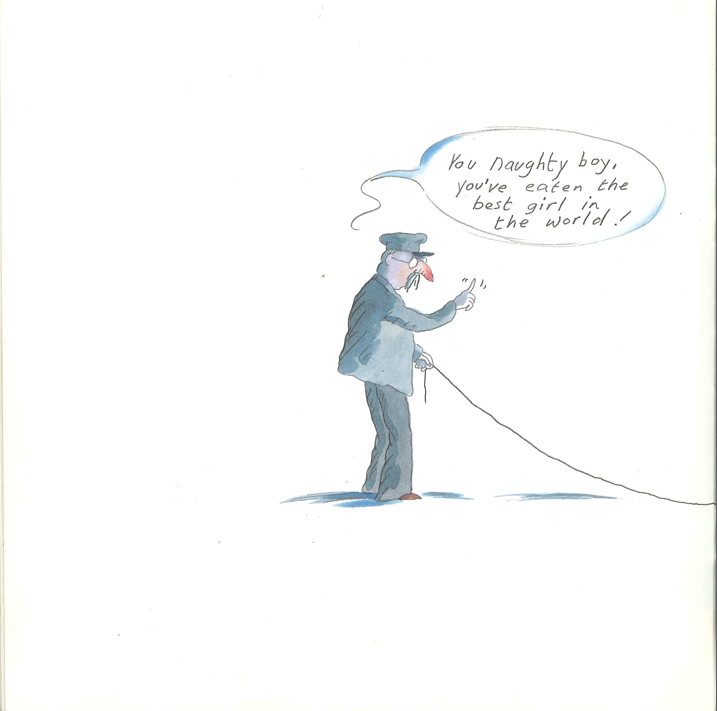 You naughty boy,
you've eaten the
best girl in
the world!